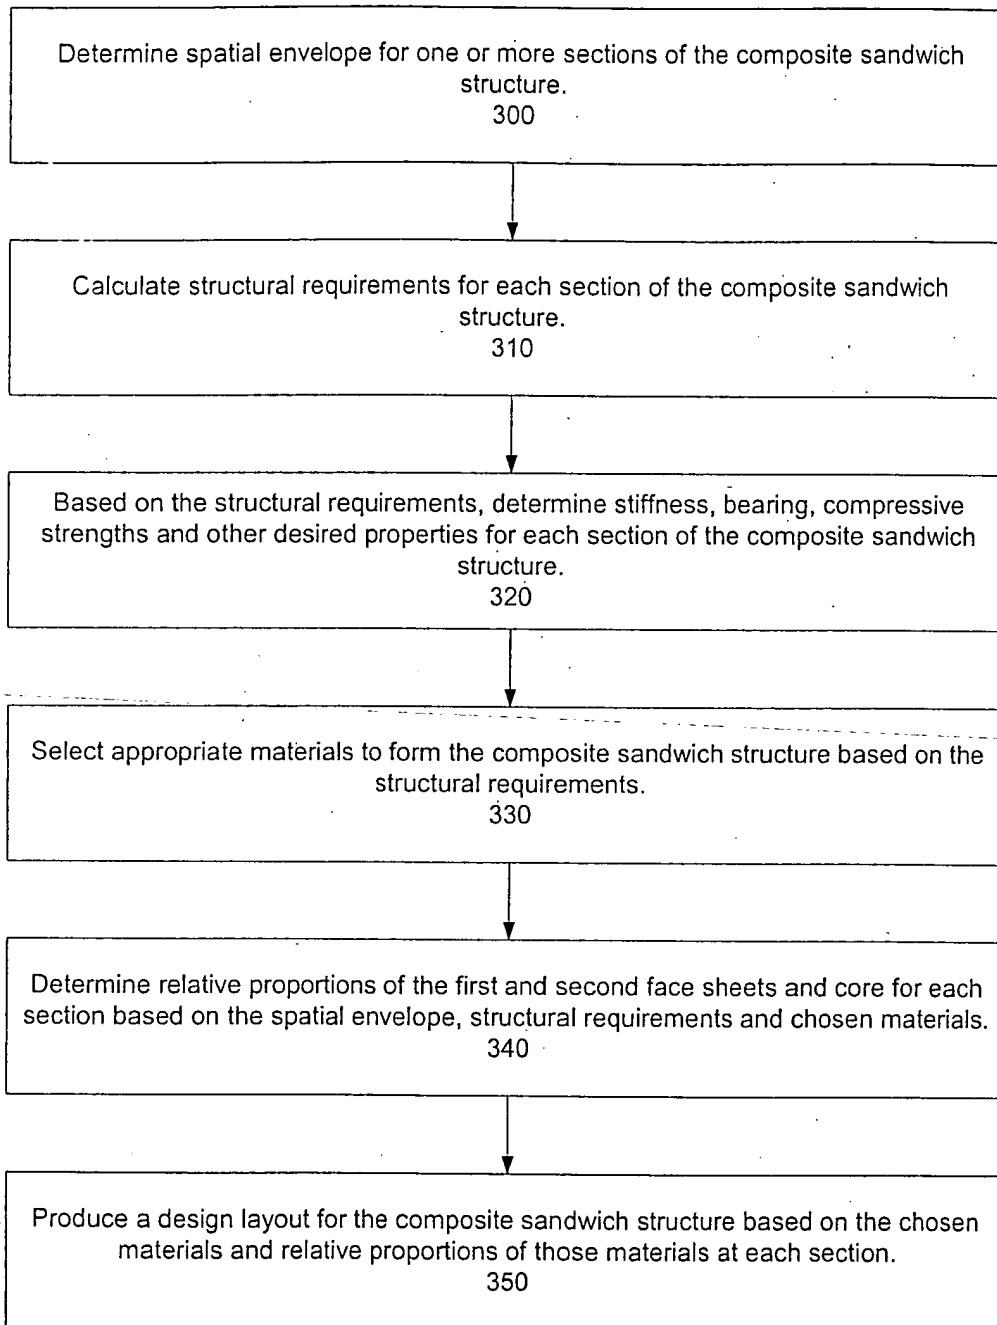 Determine spatial envelope for one or more sections of the composite sandwich
structure.
300
Calculate structural requirements for each section of the composite sandwich
structure.
310
Based on the structural requirements, determine stiffness, bearing, compressive
strengths and other desired properties for each section of the composite sandwich
structure.
320
Select appropriate materials to form the composite sandwich structure based on the
structural requirements.
330
Determine relative proportions of the first and second face sheets and core for each
section based on the spatial envelope, structural requirements and chosen materials.
340
Produce a design layout for the composite sandwich structure based on the chosen
materials and relative proportions of those materials at each section.
350